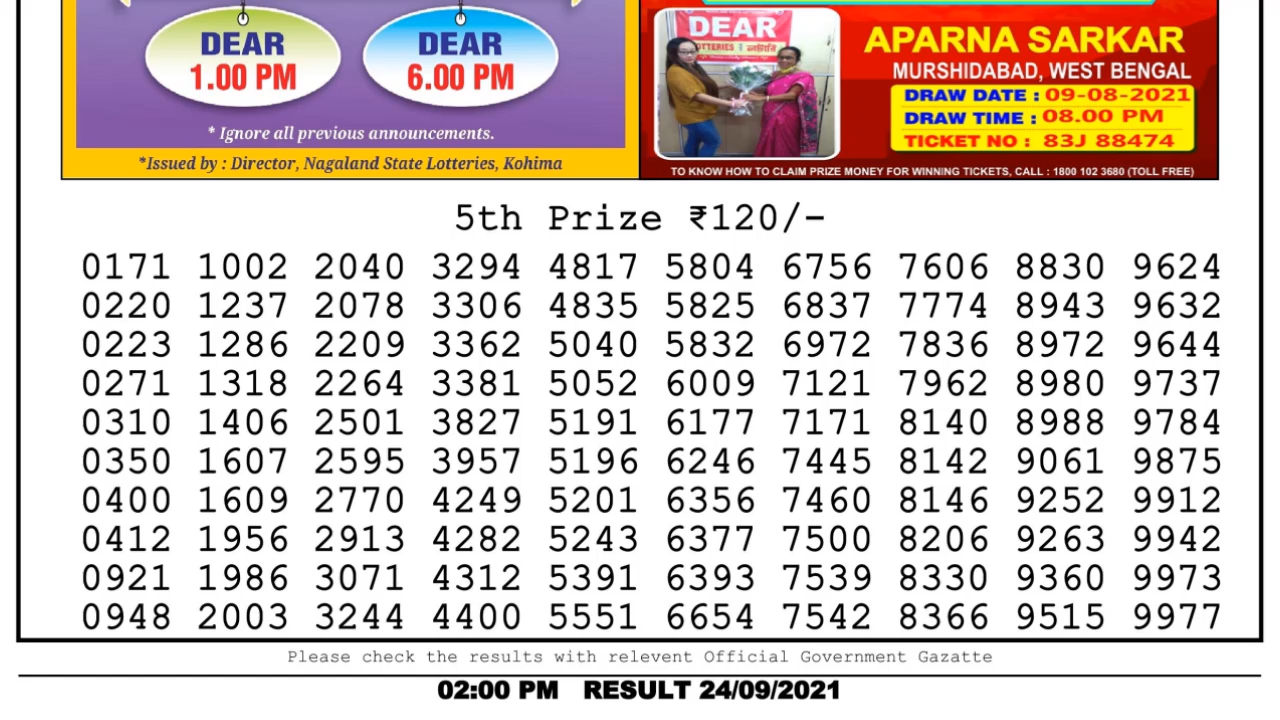 DEAR
1.00 PM
DEAR
6.00 PM
* Ignore all previous announcements.
*Issued by : Director, Nagaland State Lotteries, Kohima
DEAR
LOTTERIES
APARNA SARKAR
MURSHIDABAD, WEST BENGAL
DRAW DATE : 09-08-2021
DRAW TIME : 08.00 PM
TICKET NO : 83J 88474
TO KNOW HOW TO CLAIM PRIZE MONEY FOR WINNING TICKETS, CALL : 1800 102 3680 (TOLL FREE)
5th Prize ₹120/-
0171 1002 2040 3294 4817 5804 6756 7606 8830 9624
0220 1237 2078 3306 4835 5825 6837 7774 8943 9632
0223 1286 2209 3362 5040 5832 6972 7836 8972 9644
0271 1318 2264 3381 5052 6009 7121 7962 8980 9737
0310 1406 2501 3827 5191 6177 7171 8140 8988 9784
0350 1607 2595 3957 5196 6246 7445 8142 9061 9875
0400 1609 2770 4249 5201 6356 7460 8146 9252 9912
0412 1956 2913 4282 5243 6377 7500 8206 9263 9942
0921 1986 3071 4312 5391 6393 7539 8330 9360 9973
0948 2003 3244 4400 5551 6654 7542 8366 9515 9977
Please check the results with relevent Official Government Gazatte
02:00 PM RESULT 24/09/2021